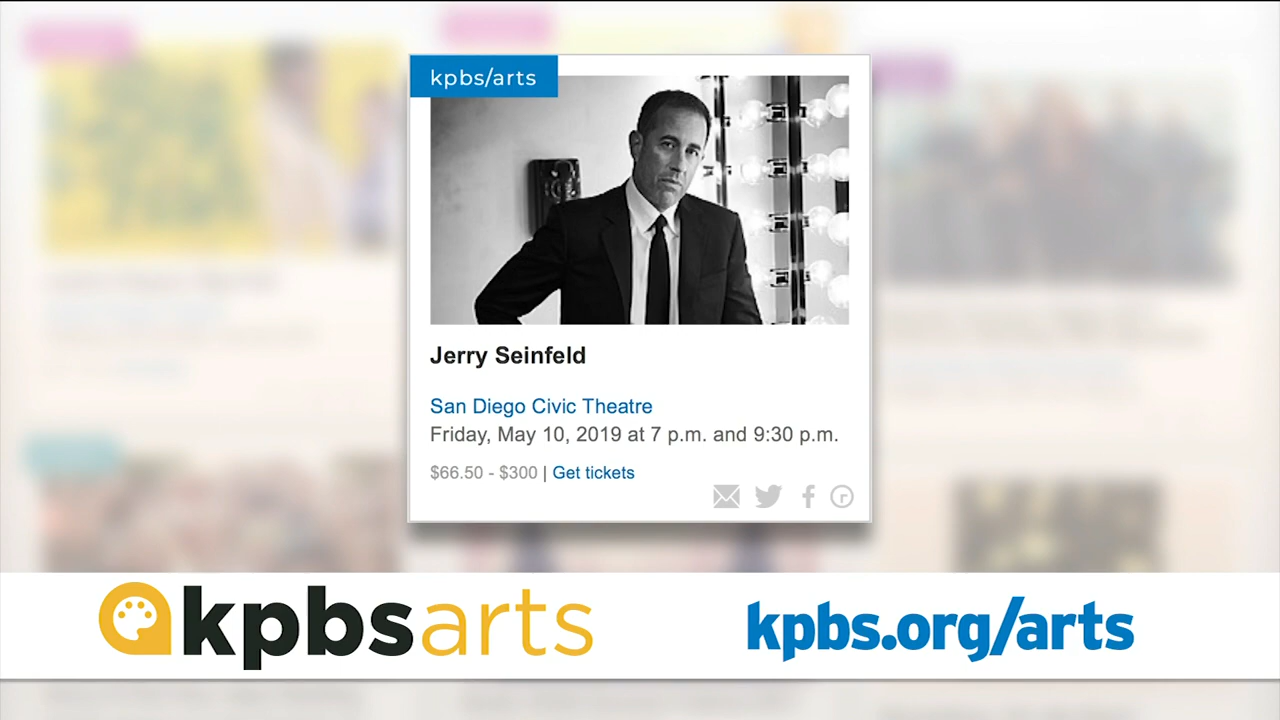 kpbs/arts
Jerry Seinfeld
San Diego Civic Theatre
Friday, May 10, 2019 at 7 p.m. and 9:30 p.m.
$66.50 - $300 | Get tickets
kpbsarts
kpbs.org/arts